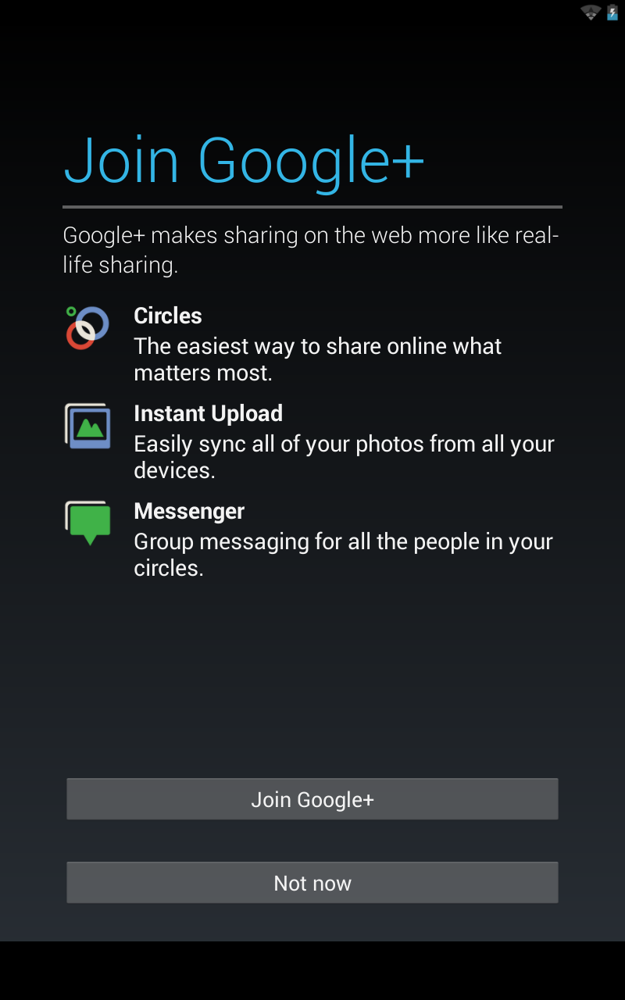 Join Google+
Google+ makes sharing on the web more like real-
life sharing.
Circles
The easiest way to share online what
matters most.
Instant Upload
Easily sync all of your photos from all your
devices.
Messenger
Group messaging for all the people in your
circles.
Join Google+
Not now